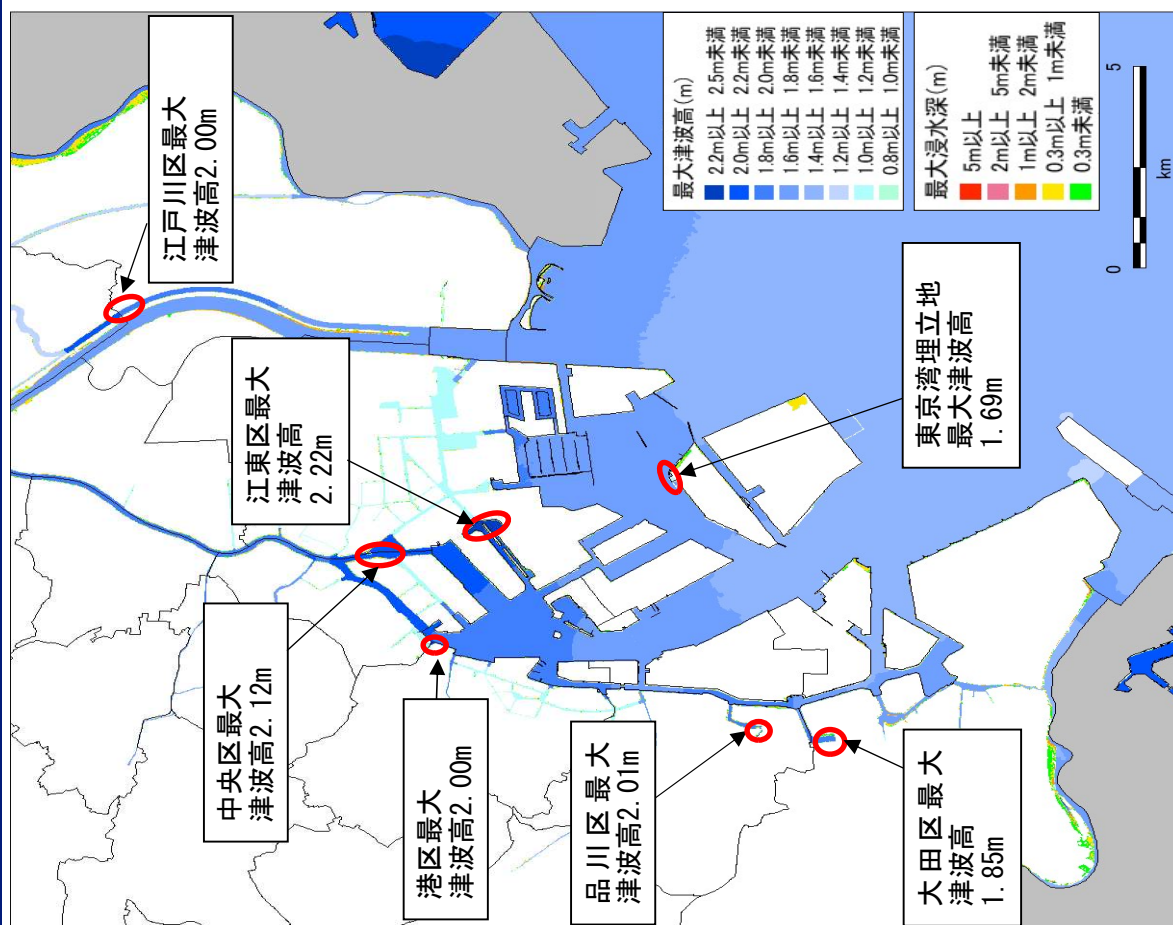 江戸川区最大
津波高2.00m
江東区最大
津波高
2.22m
中央区最大
津波高2.12m
港区最大
津波高2.00m
品川区最大
津波高2.01m
大田区最大
津波高
1.85m
東京湾埋立地
最大津波高
1.69m
最大津波高(m)
2.2m以上 2.5m未満
2.0m以上 2.2m未満
1.8m以上 2.0m未満
1.6m以上 1.8m未満
1.4m以上 1.6m未満
1.2m以上 1.4m未満
1.0m以上 1.2m未満
0.8m以上 1.0m未満
最大浸水深(m)
5m以上
2m以上 5m未満
1m以上 2m未満
0.3m以上 1m未満
0.3m未満
0 5
km